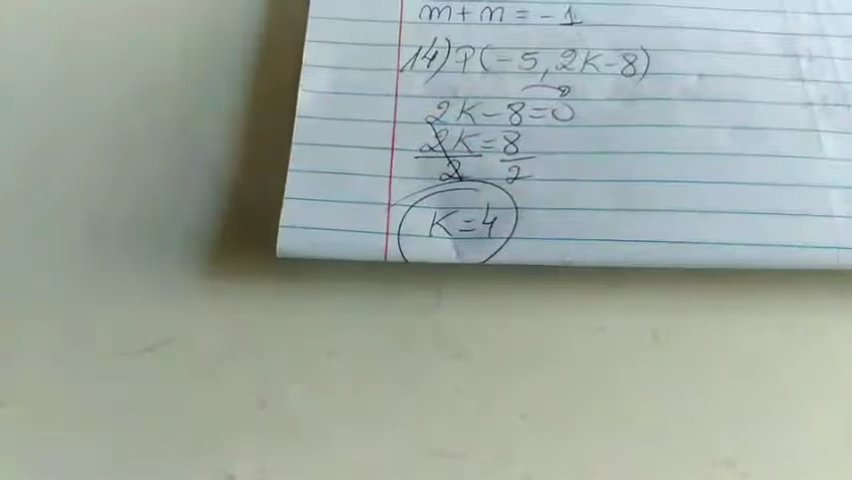 m+n=-1
14) P(-5, 2K-8)
2K-8=0
2K=8
2 2
K=4